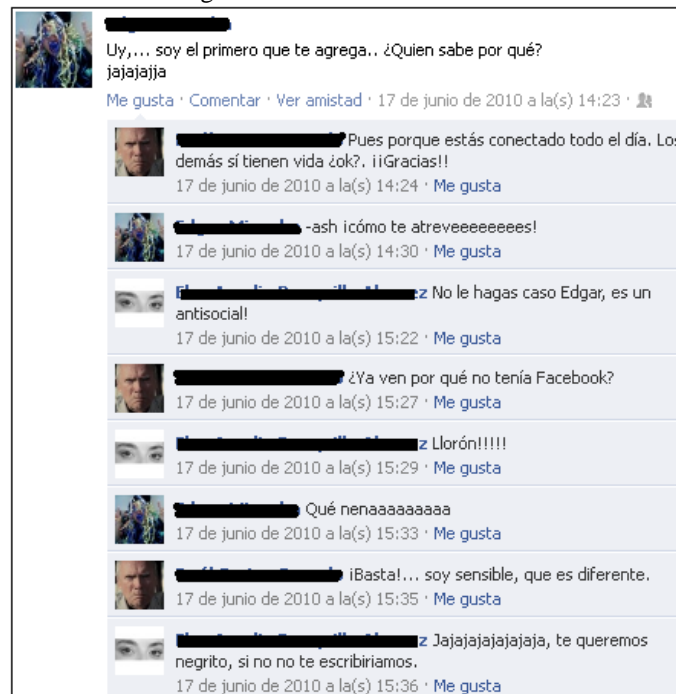 Uy,... soy el primero que te agrega.. ¿Quien sabe por qué?
jajajajja
Me gusta · Comentar · Ver amistad · 17 de junio de 2010 a la(s) 14:23 ·
Pues porque estás conectado todo el día. Los
demás sí tienen vida ¿ok?. ¡¡Gracias!!
17 de junio de 2010 a la(s) 14:24 · Me gusta
-ash ¡cómo te atreveeeeeeees!
17 de junio de 2010 a la(s) 14:30 · Me gusta
z No le hagas caso Edgar, es un
antisocial!
17 de junio de 2010 a la(s) 15:22 · Me gusta
¿Ya ven por qué no tenía Facebook?
17 de junio de 2010 a la(s) 15:27 · Me gusta
z Llorón!!!!!
17 de junio de 2010 a la(s) 15:29 · Me gusta
Qué nenaaaaaaaaa
17 de junio de 2010 a la(s) 15:33 · Me gusta
¡Basta!... soy sensible, que es diferente.
17 de junio de 2010 a la(s) 15:35 · Me gusta
z Jajajajajajajaja, te queremos
negrito, si no no te escribiriamos.
17 de junio de 2010 a la(s) 15:36 · Me gusta